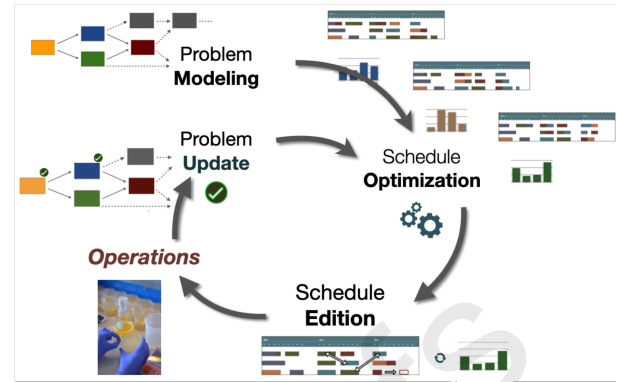 Problem
Modeling
Problem
Update
Schedule
Optimization
Operations
Schedule
Edition